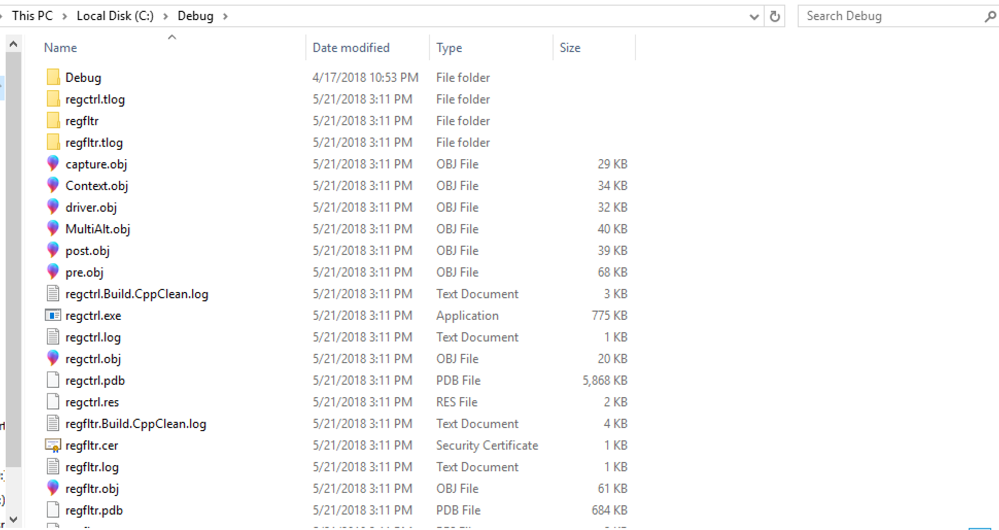 This PC > Local Disk (C:) > Debug > Search Debug
Name Date modified Type Size
Debug 4/17/2018 10:53 PM File folder
regctrl.tlog 5/21/2018 3:11 PM File folder
regfltr 5/21/2018 3:11 PM File folder
regfltr.tlog 5/21/2018 3:11 PM File folder
capture.obj 5/21/2018 3:11 PM OBJ File 29 KB
Context.obj 5/21/2018 3:11 PM OBJ File 34 KB
driver.obj 5/21/2018 3:11 PM OBJ File 32 KB
MultiAlt.obj 5/21/2018 3:11 PM OBJ File 40 KB
post.obj 5/21/2018 3:11 PM OBJ File 39 KB
pre.obj 5/21/2018 3:11 PM OBJ File 68 KB
regctrl.Build.CppClean.log 5/21/2018 3:11 PM Text Document 3 KB
regctrl.exe 5/21/2018 3:11 PM Application 775 KB
regctrl.log 5/21/2018 3:11 PM Text Document 1 KB
regctrl.obj 5/21/2018 3:11 PM OBJ File 20 KB
regctrl.pdb 5/21/2018 3:11 PM PDB File 5,868 KB
regctrl.res 5/21/2018 3:11 PM RES File 2 KB
regfltr.Build.CppClean.log 5/21/2018 3:11 PM Text Document 4 KB
regfltr.cer 5/21/2018 3:11 PM Security Certificate 1 KB
regfltr.log 5/21/2018 3:11 PM Text Document 1 KB
regfltr.obj 5/21/2018 3:11 PM OBJ File 61 KB
regfltr.pdb 5/21/2018 3:11 PM PDB File 684 KB